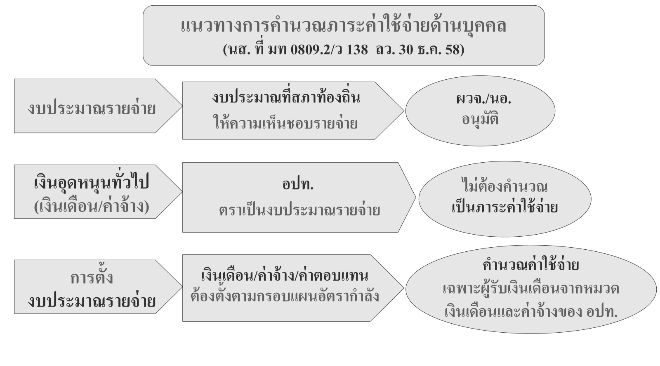 แนวทางการคำนวณภาระค่าใช้จ่ายด้านบุคคล
(นส. ที่ มท 0809.2/ว 138 ลว. 30 ธ.ค. 58)
งบประมาณรายจ่าย
งบประมาณที่สภาท้องถิ่น
ให้ความเห็นชอบรายจ่าย
ผวจ./นอ.
อนุมัติ
เงินอุดหนุนทั่วไป
(เงินเดือน/ค่าจ้าง)
อปท.
ตราเป็นงบประมาณรายจ่าย
ไม่ต้องคำนวณ
เป็นภาระค่าใช้จ่าย
การตั้ง
งบประมาณรายจ่าย
เงินเดือน/ค่าจ้าง/ค่าตอบแทน
ต้องตั้งตามกรอบแผนอัตรากำลัง
คำนวณค่าใช้จ่าย
เฉพาะผู้รับเงินเดือนจากหมวด
เงินเดือนและค่าจ้างของ อปท.